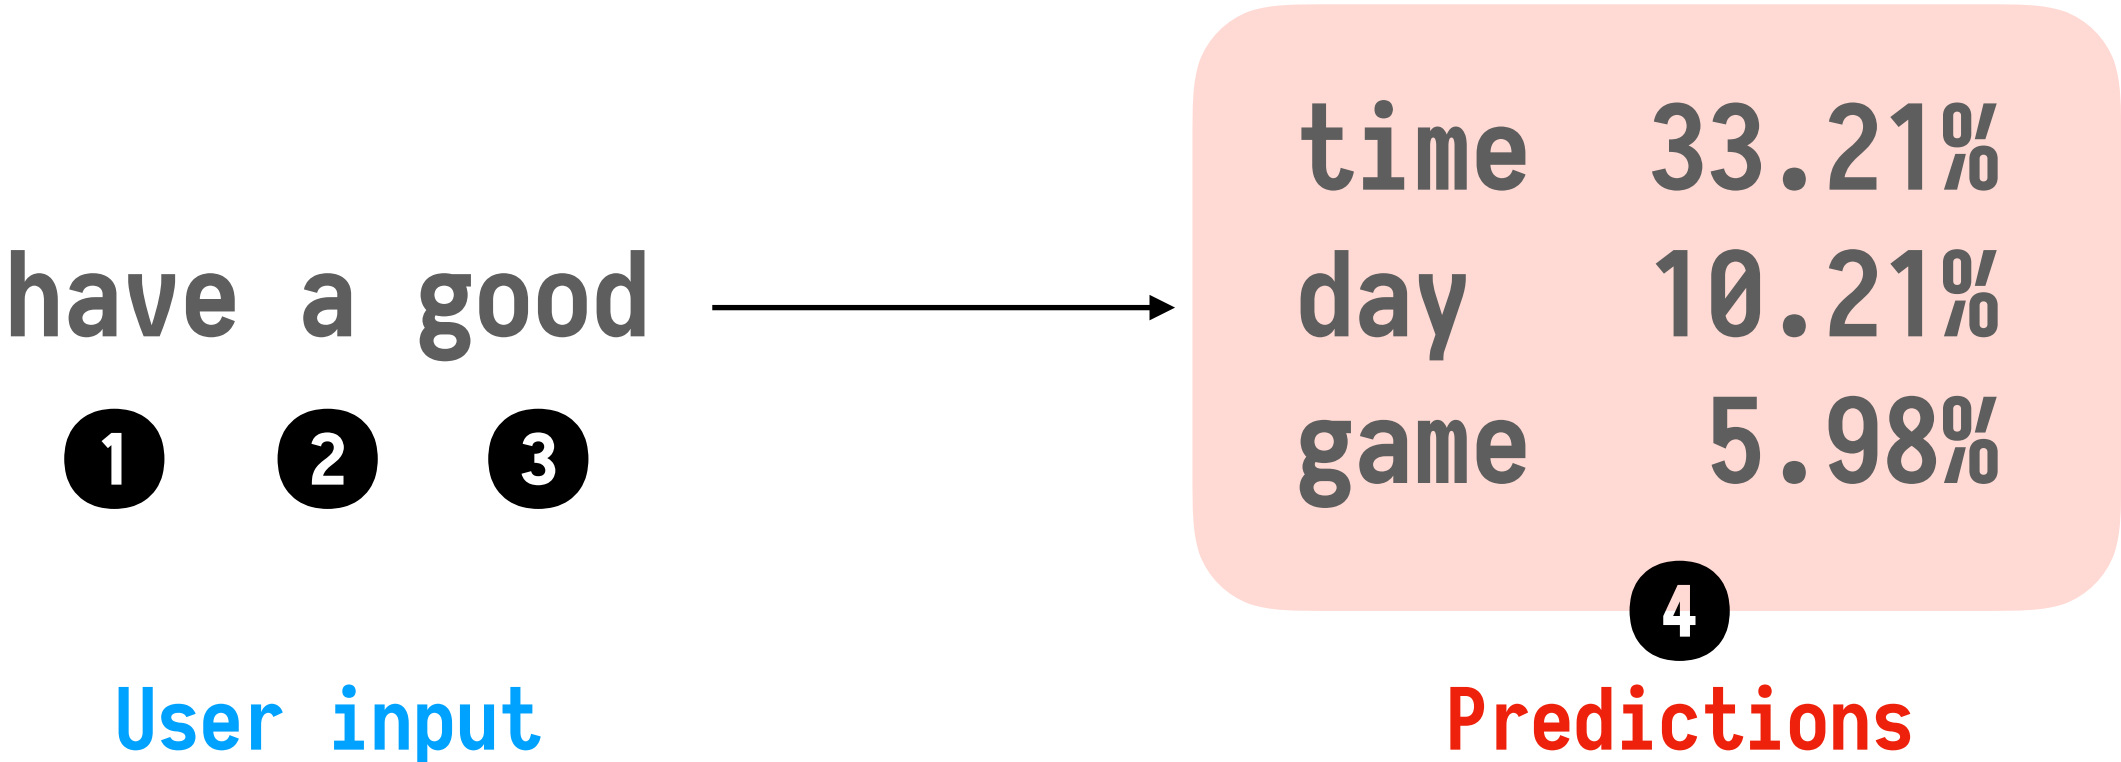 have a good
1 2 3
User input
time 33.21%
day 10.21%
game 5.98%
4
Predictions